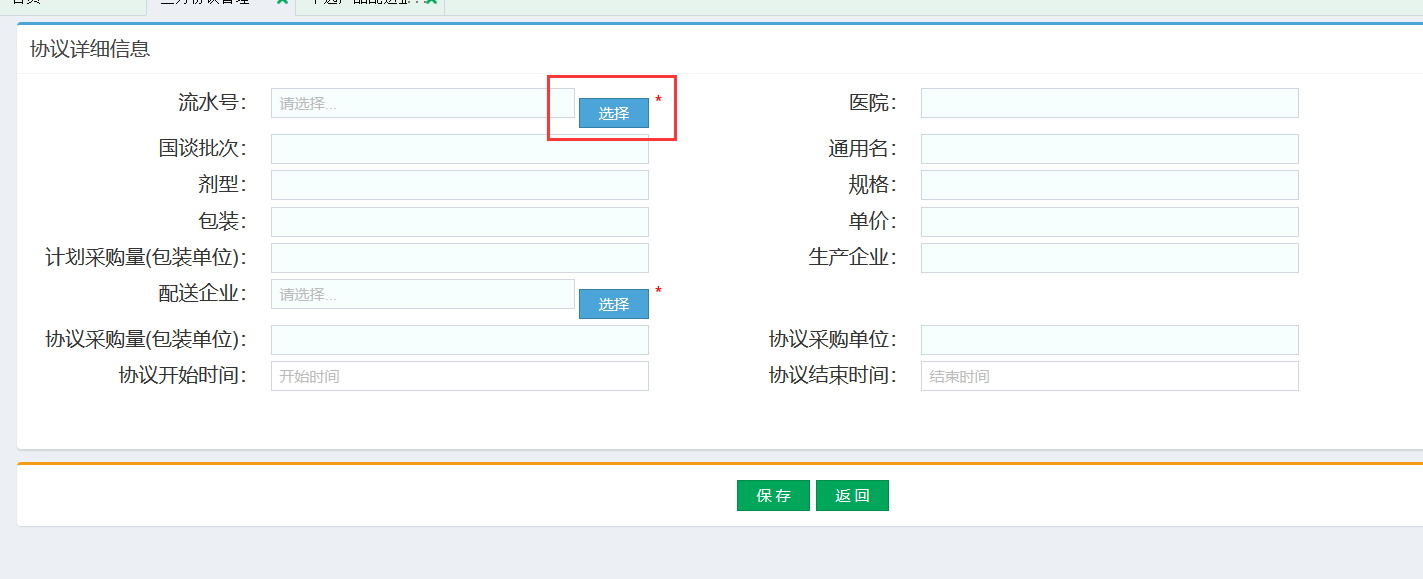 协议详细信息
流水号： 请选择... 选择 * 医院：
国谈批次： 通用名：
剂型： 规格：
包装： 单价：
计划采购量(包装单位)： 生产企业：
配送企业： 请选择... 选择 *
协议采购量(包装单位)： 协议采购单位：
协议开始时间： 开始时间 协议结束时间： 结束时间
保存 返回